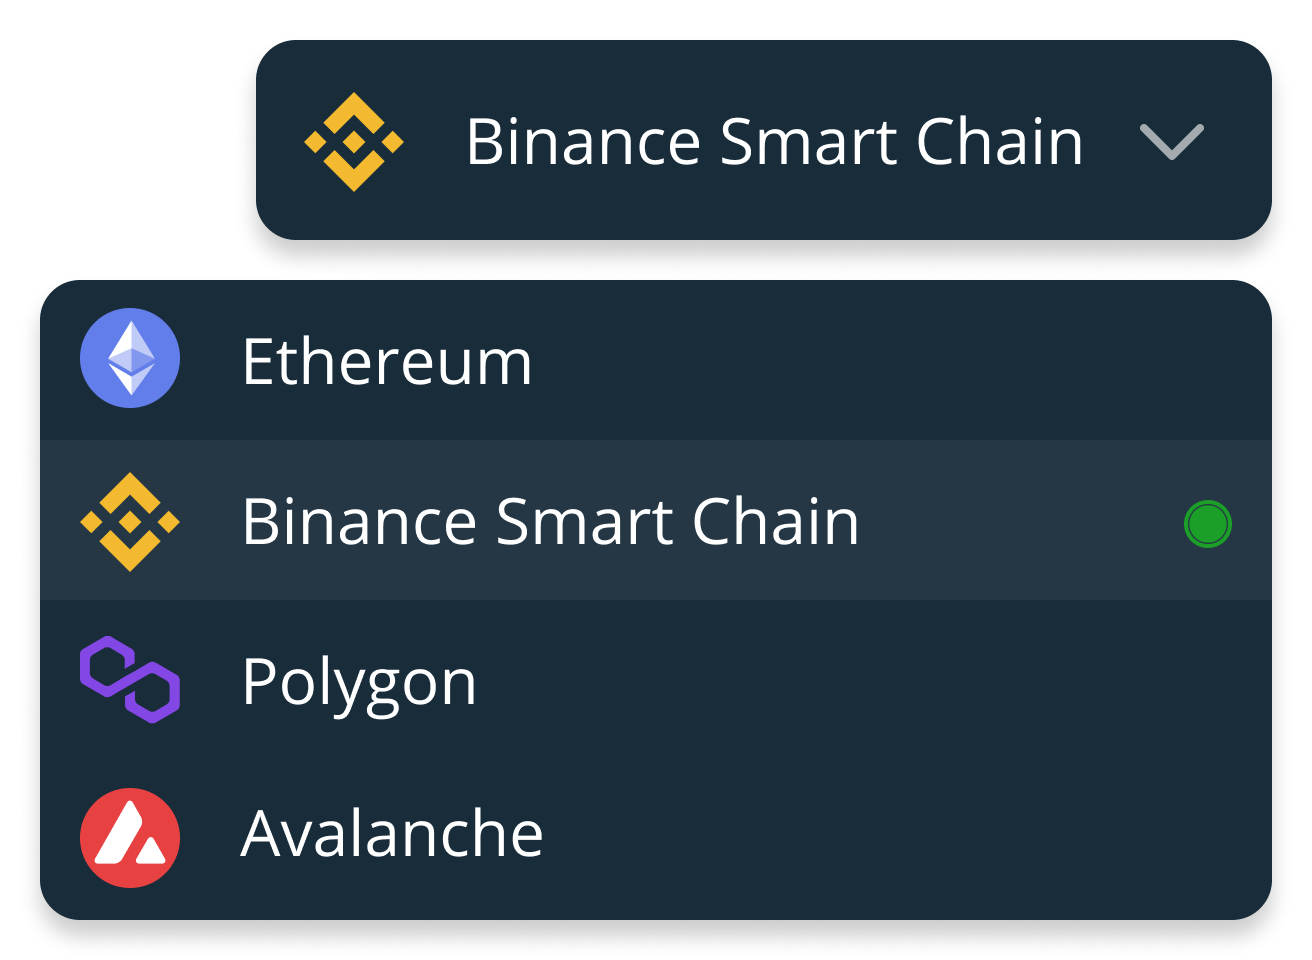 Binance Smart Chain
Ethereum
Binance Smart Chain
Polygon
Avalanche